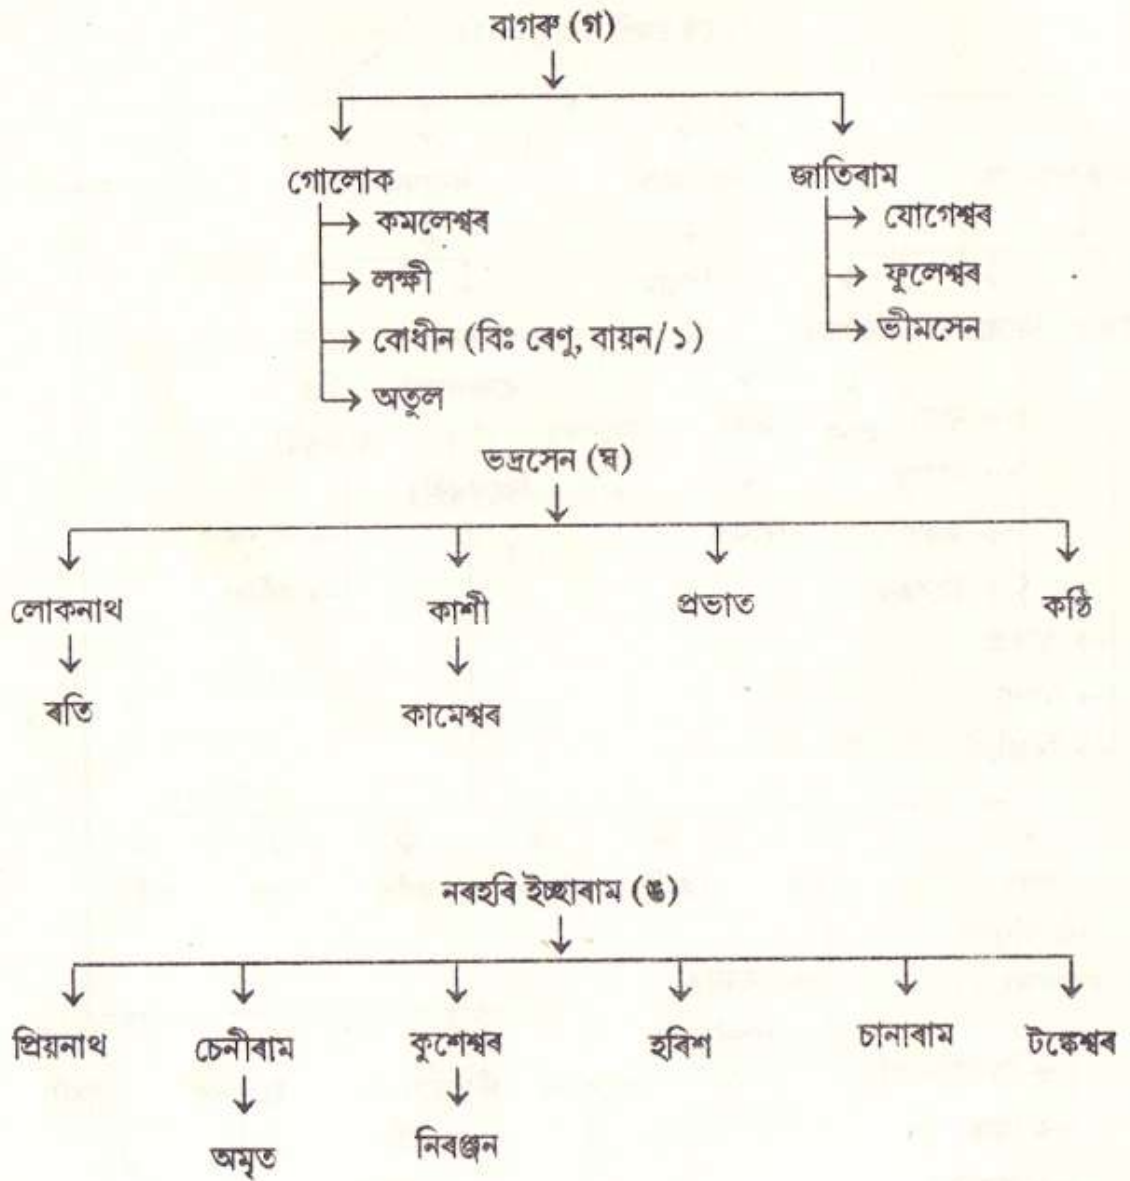 বাগৰু (গ)
গোলোক জাতিৰাম
কমলেশ্বৰ যোগেশ্বৰ
লক্ষী ফুলেশ্বৰ
বোধীন (বিঃ ৰেণু, বায়ন/১) ভীমসেন
অতুল
ভদ্ৰসেন (ঘ)
লোকনাথ কাশী প্ৰভাত কণ্ঠি
ৰতি কামেশ্বৰ
নৰহৰি ইচ্ছাৰাম (ঙ)
প্ৰিয়নাথ চেনীৰাম কুশেশ্বৰ হৰিশ চানাৰাম টঙ্কেশ্বৰ
অমৃত নিৰঞ্জন